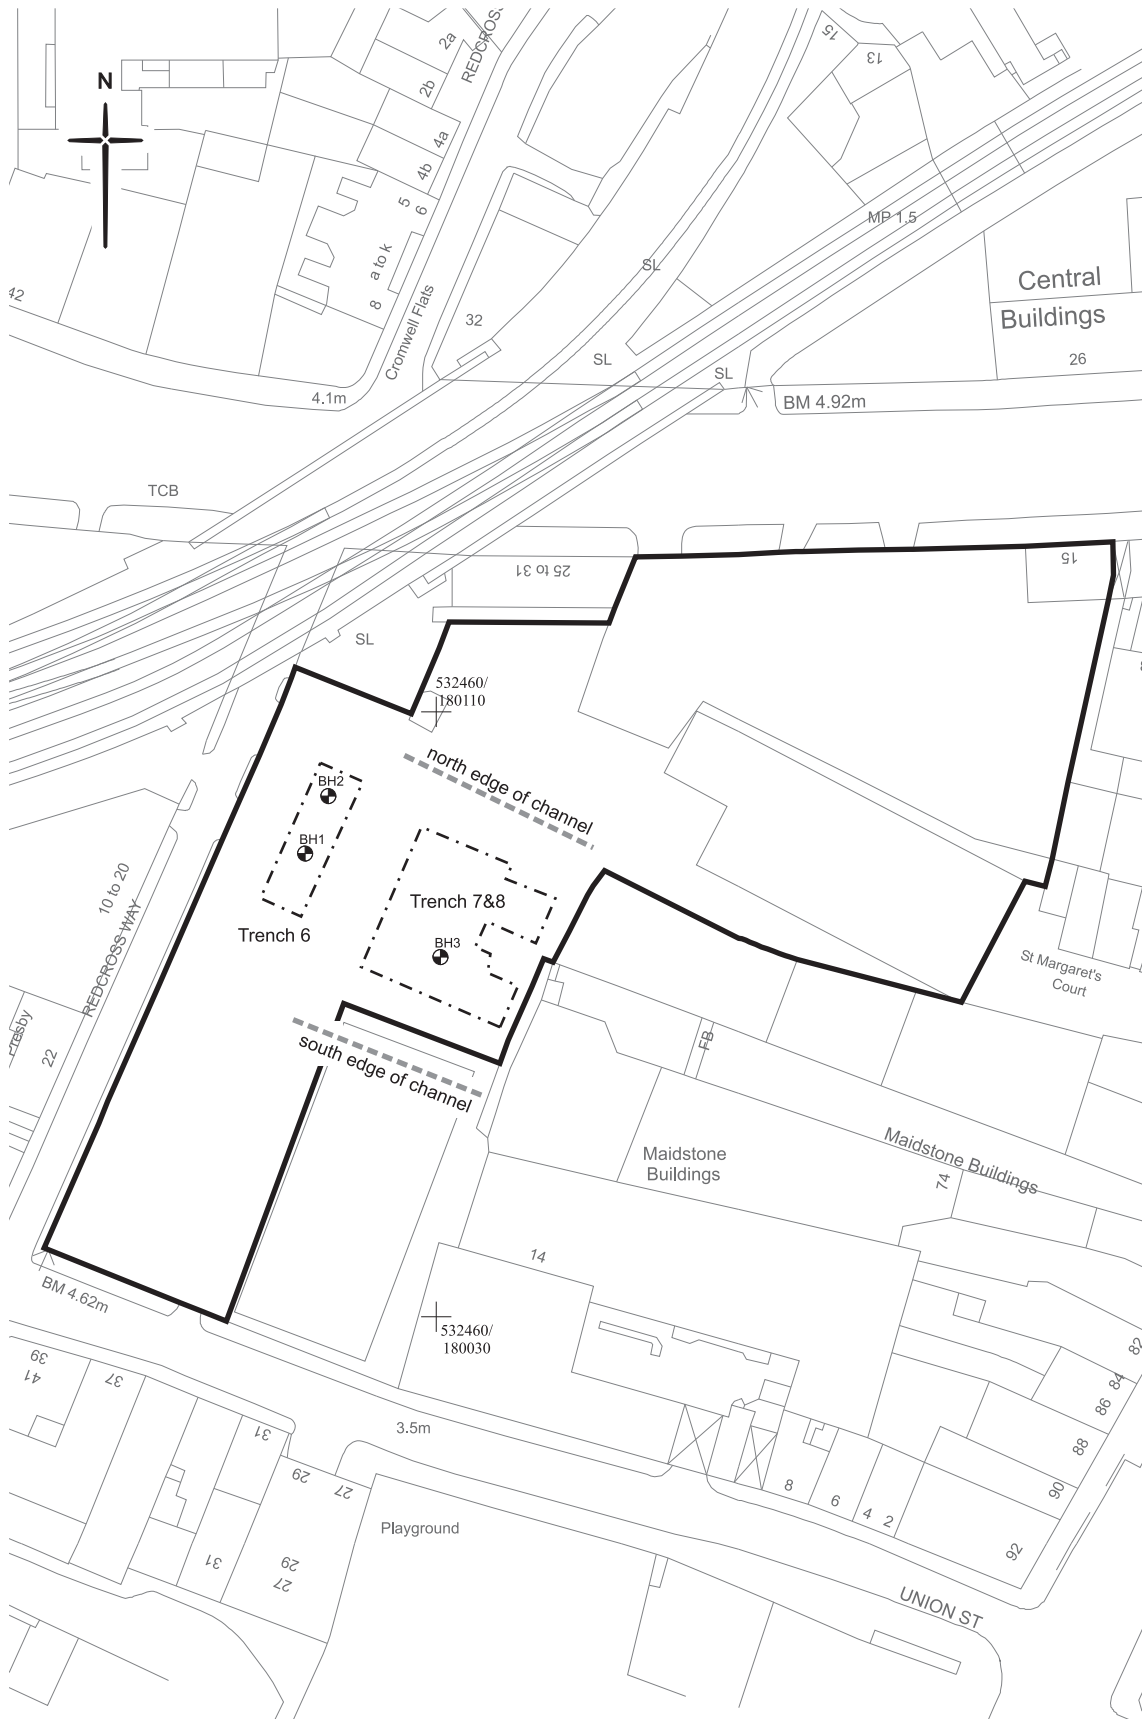 REDCROSS
2a
2b
4a
4b
5
6
a to k
8
Cromwell Flats
N
42
4.1m
32
15
13
MP 1.5
SL
SL
SL
Central
Buildings
26
BM 4.92m
TCB
25 to 31
15
SL
532460/
180110
north edge of channel
BH2
BH1
Trench 6
Trench 7&8
BH3
10 to 20
REDCROSS WAY
22
south edge of channel
St Margaret's
Court
FB
Maidstone
Buildings
Maidstone Buildings
74
14
BM 4.62m
532460/
180030
39
41
37
31
29
27
31
29
27
3.5m
Playground
8
6
4
2
82
84
86
88
90
92
UNION ST